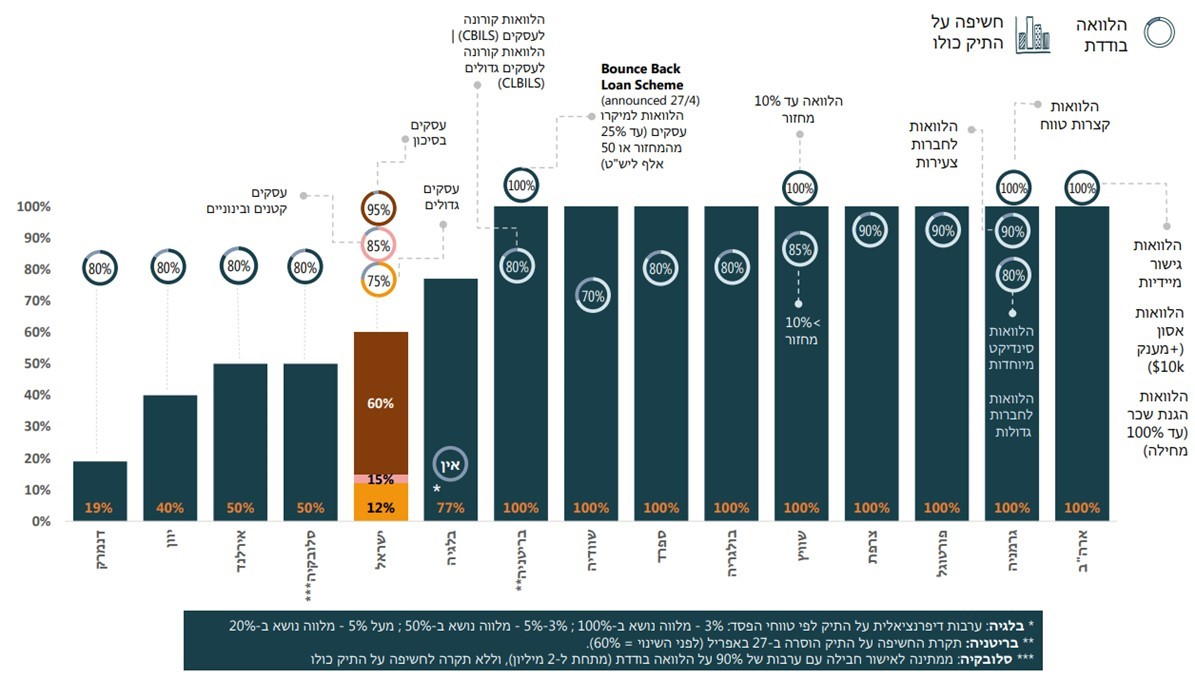 הלוואה
בודדת
חשיפה על
התיק כולו
הלוואות קורונה
לעסקים (CBILS) |
הלוואות קורונה
לעסקים גדולים
(CLBILS)
Bounce Back
Loan Scheme
(announced 27/4)
הלוואות למיקרו
עסקים (עד 25%
מהמחזור או 50
אלף ליש"ט)
הלוואה עד 10%
מחזור
הלוואות
לחברות
צעירות
הלוואות
קצרות טווח
עסקים
בסיכון
עסקים
קטנים ובינוניים
עסקים
גדולים
הלוואות
גישור
מיידיות
הלוואות
אסון
(+מענק
$10k)
הלוואות
הגנת שכר
(עד 100%
מחילה)
100%
90%
80%
70%
60%
50%
40%
30%
20%
10%
0%
80%
80%
80%
80%
95%
85%
75%
אין
*
100%
80%
70%
80%
80%
100%
85%
>10%
מחזור
90%
90%
100%
90%
80%
הלוואות
סינדיקט
מיוחדות
הלוואות
לחברות
גדולות
100%
60%
15%
12%
19%
40%
50%
50%
77%
100%
100%
100%
100%
100%
100%
100%
100%
100%
דנמרק
יוון
אירלנד
סלובקיה***
ישראל
בלגיה
בריטניה**
שוודיה
ספרד
בולגריה
שוויץ
צרפת
פורטוגל
גרמניה
ארה"ב
* בלגיה: ערבות דיפרנציאלית על התיק לפי טווחי הפסד: 3% - מלווה נושא ב-100% ; 3%-5% - מלווה נושא ב-50% ; מעל 5% - מלווה נושא ב-20%
** בריטניה: תקרת החשיפה על התיק הוסרה ב-27 באפריל (לפני השינוי = 60%).
*** סלובקיה: ממתינה לאישור חבילה עם ערבות של 90% על הלוואה בודדת (מתחת ל-2 מיליון), וללא תקרה לחשיפה על התיק כולו